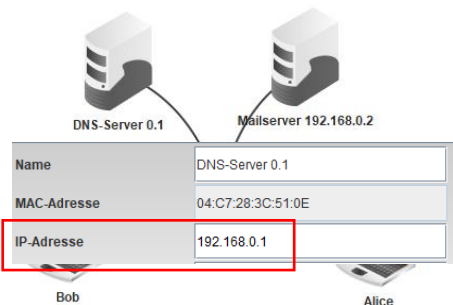 DNS-Server 0.1
Mailserver 192.168.0.2
Name DNS-Server 0.1
MAC-Adresse 04:C7:28:3C:51:0E
IP-Adresse 192.168.0.1
Bob
Alice